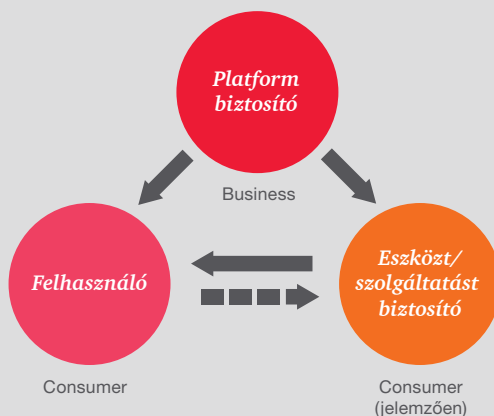 Platform
biztosító
Business
Felhasználó
Eszközt/
szolgáltatást
biztosító
Consumer
Consumer
(jelemzően)